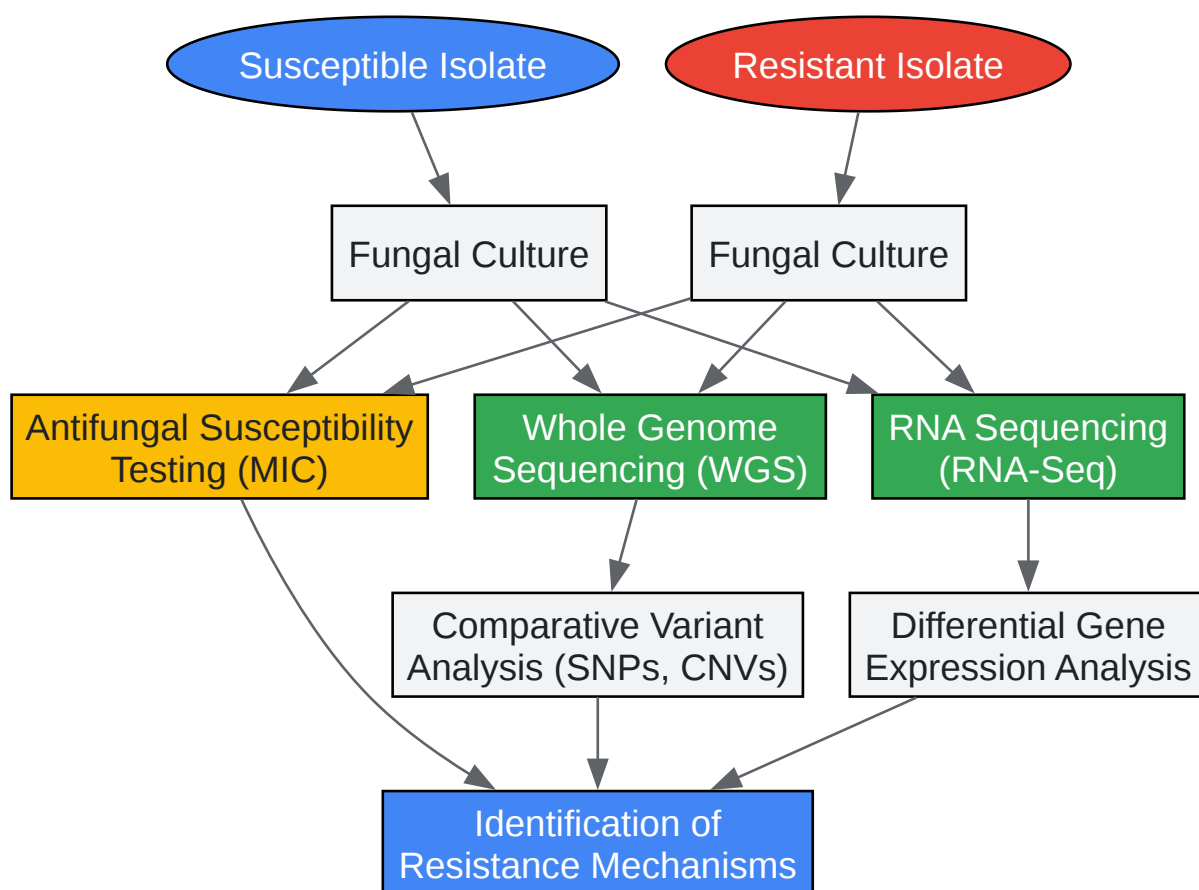 Susceptible Isolate
Resistant Isolate
Fungal Culture
Fungal Culture
Antifungal Susceptibility
Testing (MIC)
Whole Genome
Sequencing (WGS)
RNA Sequencing
(RNA-Seq)
Comparative Variant
Analysis (SNPs, CNVs)
Differential Gene
Expression Analysis
Identification of
Resistance Mechanisms